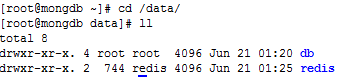 [root@mongdb ~]# cd /data/
[root@mongdb data]# ll
total 8
drwxr-xr-x. 4 root root  4096 Jun 21 01:20 db
drwxr-xr-x. 2  744 redis 4096 Jun 21 01:25 redis